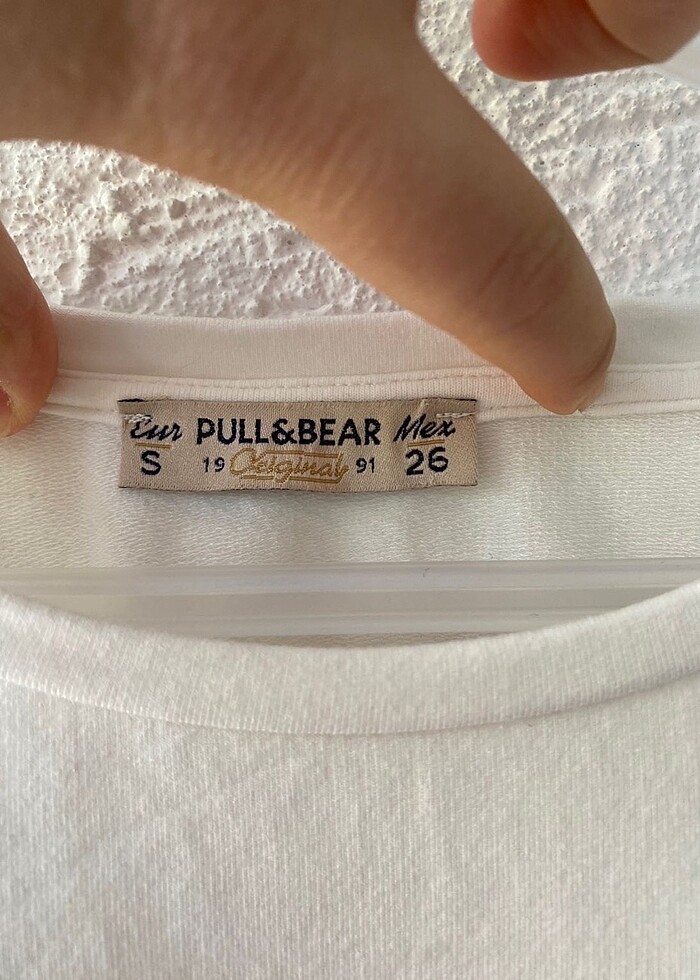 Eur PULL&BEAR Mex
S 19 Original 91 26